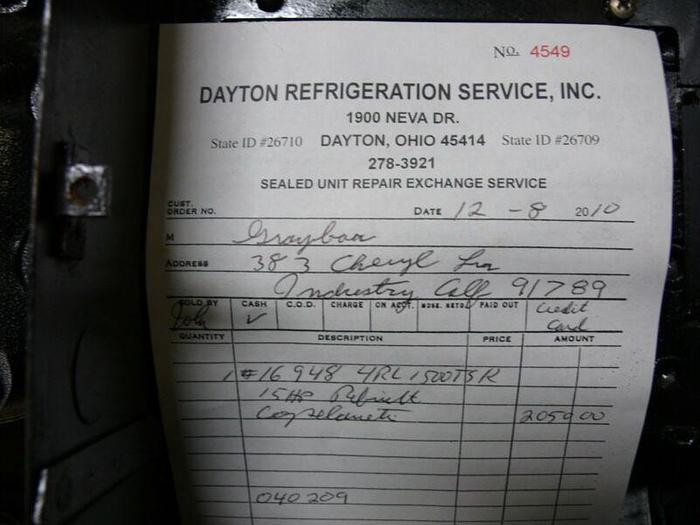 No. 4549
DAYTON REFRIGERATION SERVICE, INC.
1900 NEVA DR.
State ID #26710 DAYTON, OHIO 45414 State ID #26709
278-3921
SEALED UNIT REPAIR EXCHANGE SERVICE
CUST.
ORDER NO. DATE 12 - 8 2010
M Graybar
ADDRESS 383 Cheryl Ln
Industry Calif 91789
SOLD BY CASH C.O.D. CHARGE ON ACCT. MDSE. RETD. PAID OUT Credit
John ✓ Card
QUANTITY DESCRIPTION PRICE AMOUNT
1 #16948 4RL1500TSR
15HP Rebuilt
Copelametic 2059 00
040209